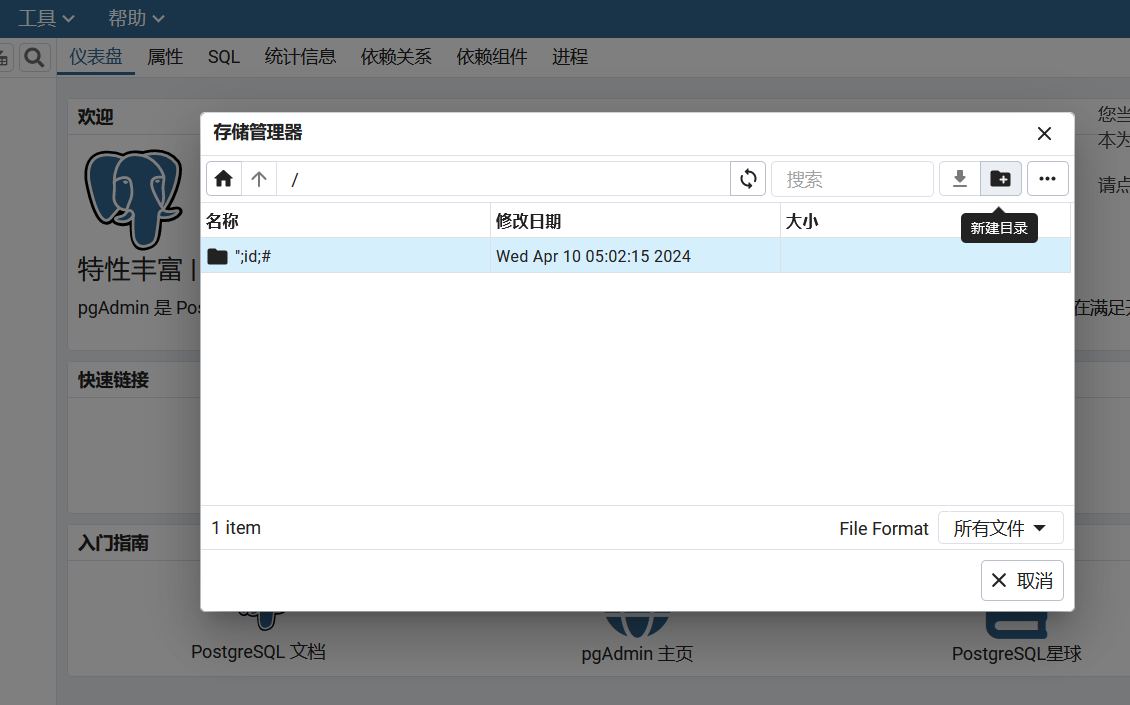 工具 帮助
仪表盘 属性 SQL 统计信息 依赖关系 依赖组件 进程
欢迎
您当
本为
请点
特性丰富 |
pgAdmin 是 Pos
在满足开
存储管理器
/
搜索
新建目录
名称 修改日期 大小
";id;# Wed Apr 10 05:02:15 2024
1 item File Format 所有文件
取消
快速链接
入门指南
PostgreSQL 文档 pgAdmin 主页 PostgreSQL星球